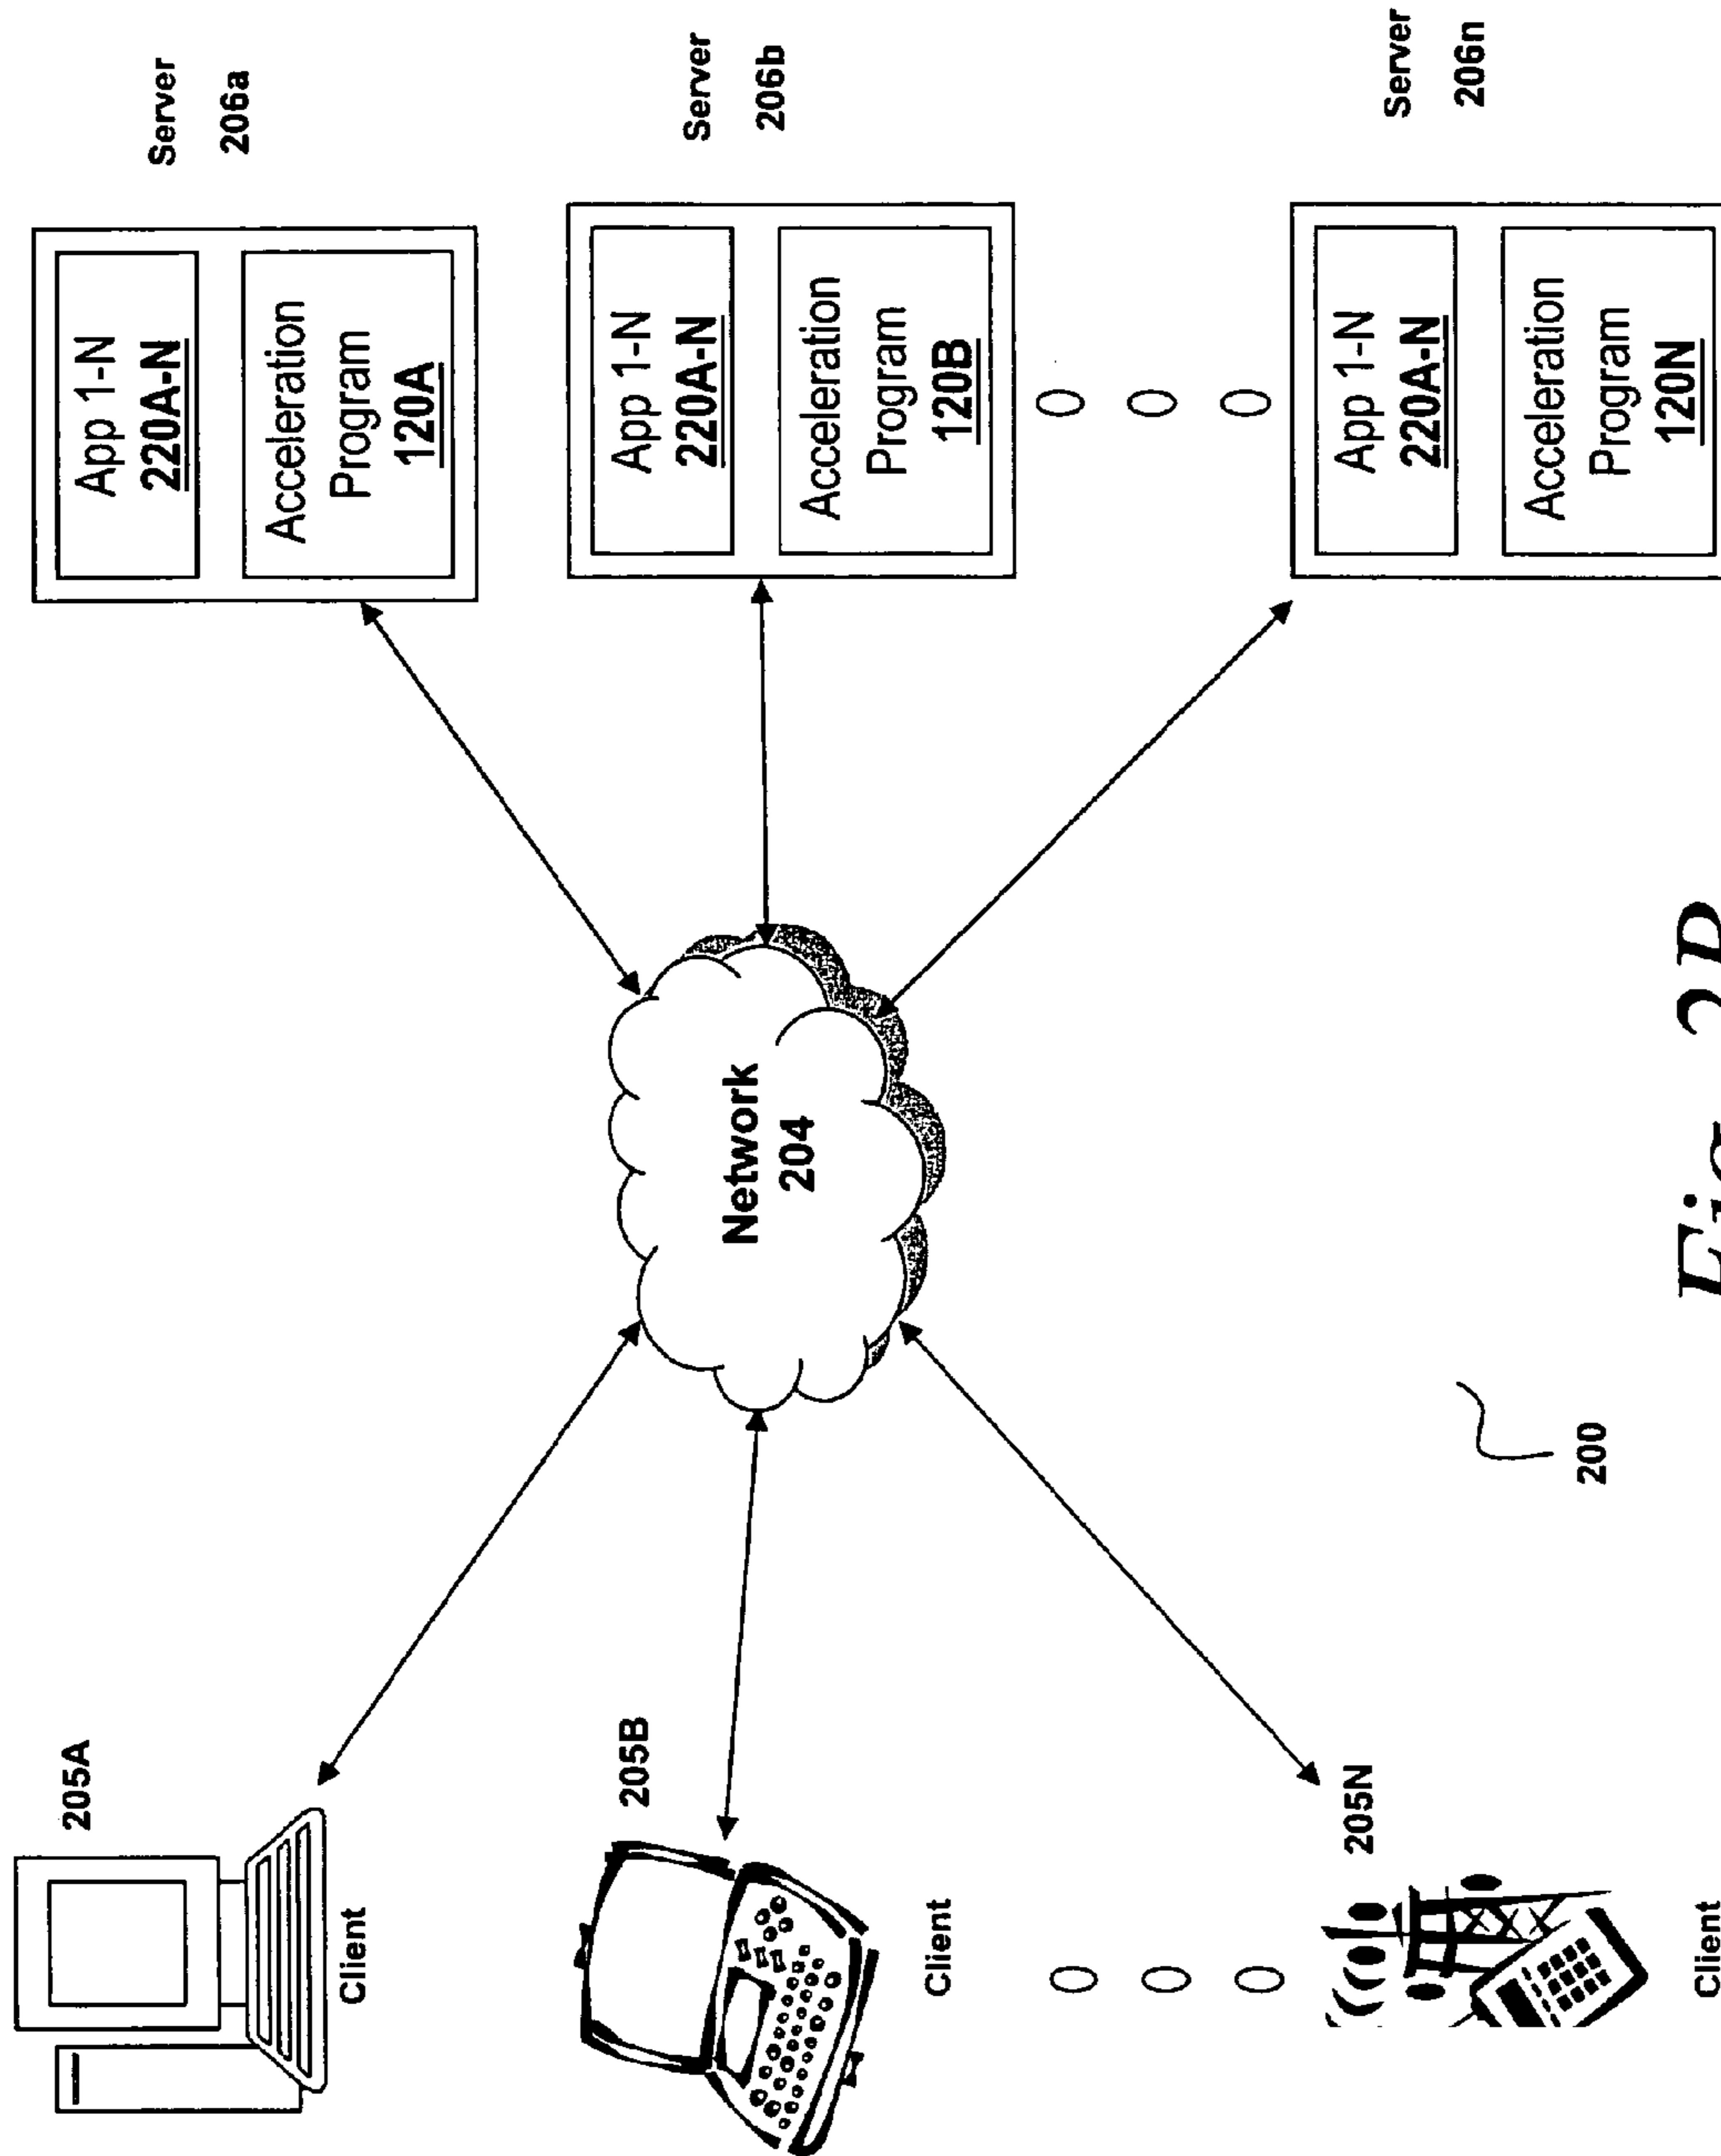 205A
Client
205B
Client
205N
Client
Network
204
Server
206a
App 1-N
220A-N
Acceleration
Program
120A
Server
206b
App 1-N
220A-N
Acceleration
Program
120B
Server
206n
App 1-N
220A-N
Acceleration
Program
120N
200
Fig.